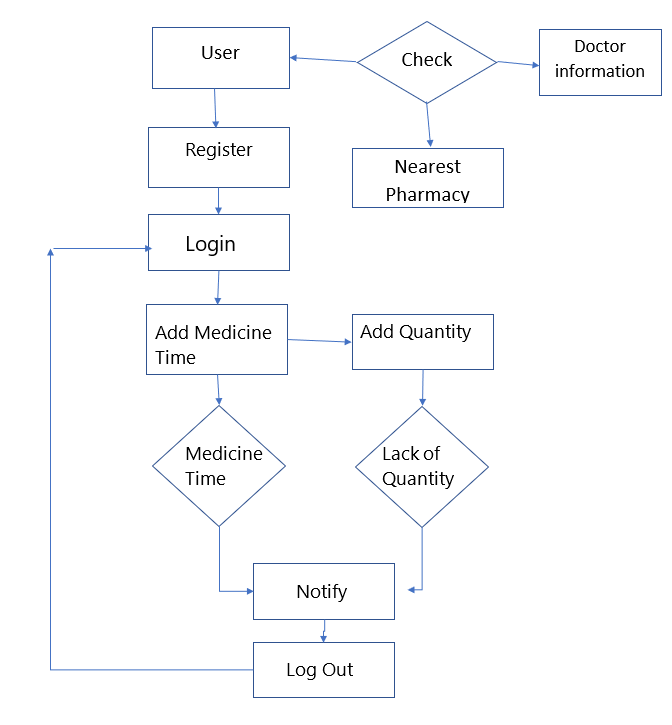 User
Check
Doctor
information
Register
Nearest
Pharmacy
Login
Add Medicine
Time
Add Quantity
Medicine
Time
Lack of
Quantity
Notify
Log Out